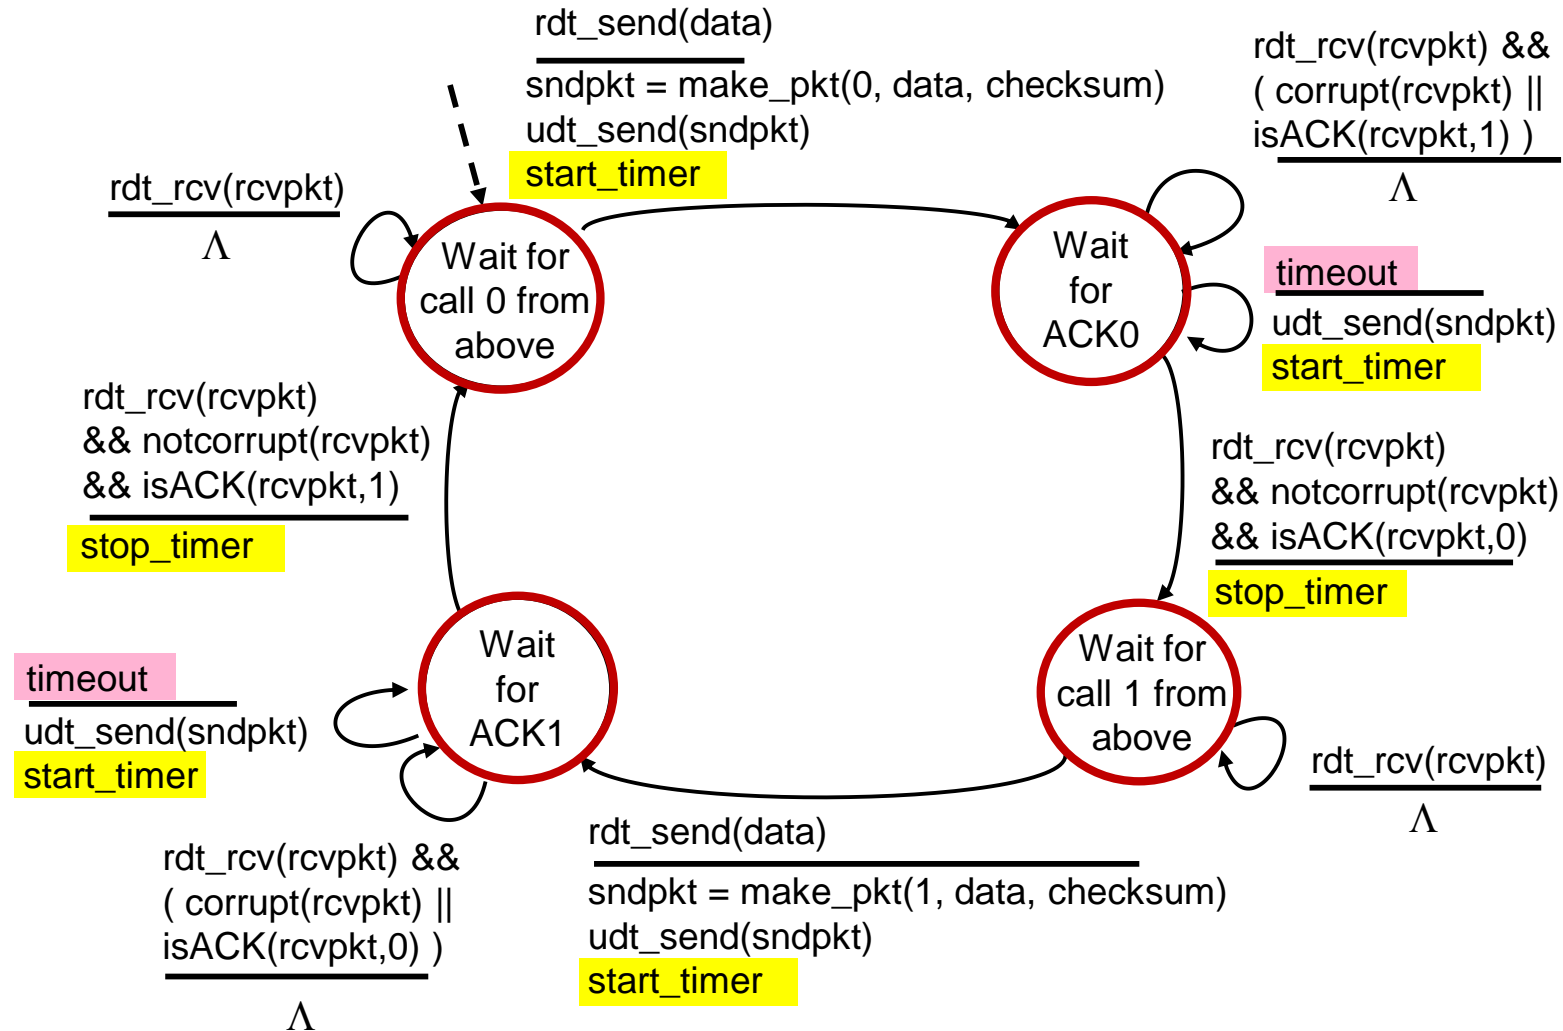 rdt_send(data)
sndpkt = make_pkt(0, data, checksum)
udt_send(sndpkt)
start_timer
rdt_rcv(rcvpkt) &&
( corrupt(rcvpkt) ||
isACK(rcvpkt,1) )
Λ
rdt_rcv(rcvpkt)
Λ
Wait for
call 0 from
above
Wait
for
ACK0
timeout
udt_send(sndpkt)
start_timer
rdt_rcv(rcvpkt)
&& notcorrupt(rcvpkt)
&& isACK(rcvpkt,1)
stop_timer
rdt_rcv(rcvpkt)
&& notcorrupt(rcvpkt)
&& isACK(rcvpkt,0)
stop_timer
Wait
for
ACK1
Wait for
call 1 from
above
timeout
udt_send(sndpkt)
start_timer
rdt_rcv(rcvpkt)
Λ
rdt_rcv(rcvpkt) &&
( corrupt(rcvpkt) ||
isACK(rcvpkt,0) )
Λ
rdt_send(data)
sndpkt = make_pkt(1, data, checksum)
udt_send(sndpkt)
start_timer